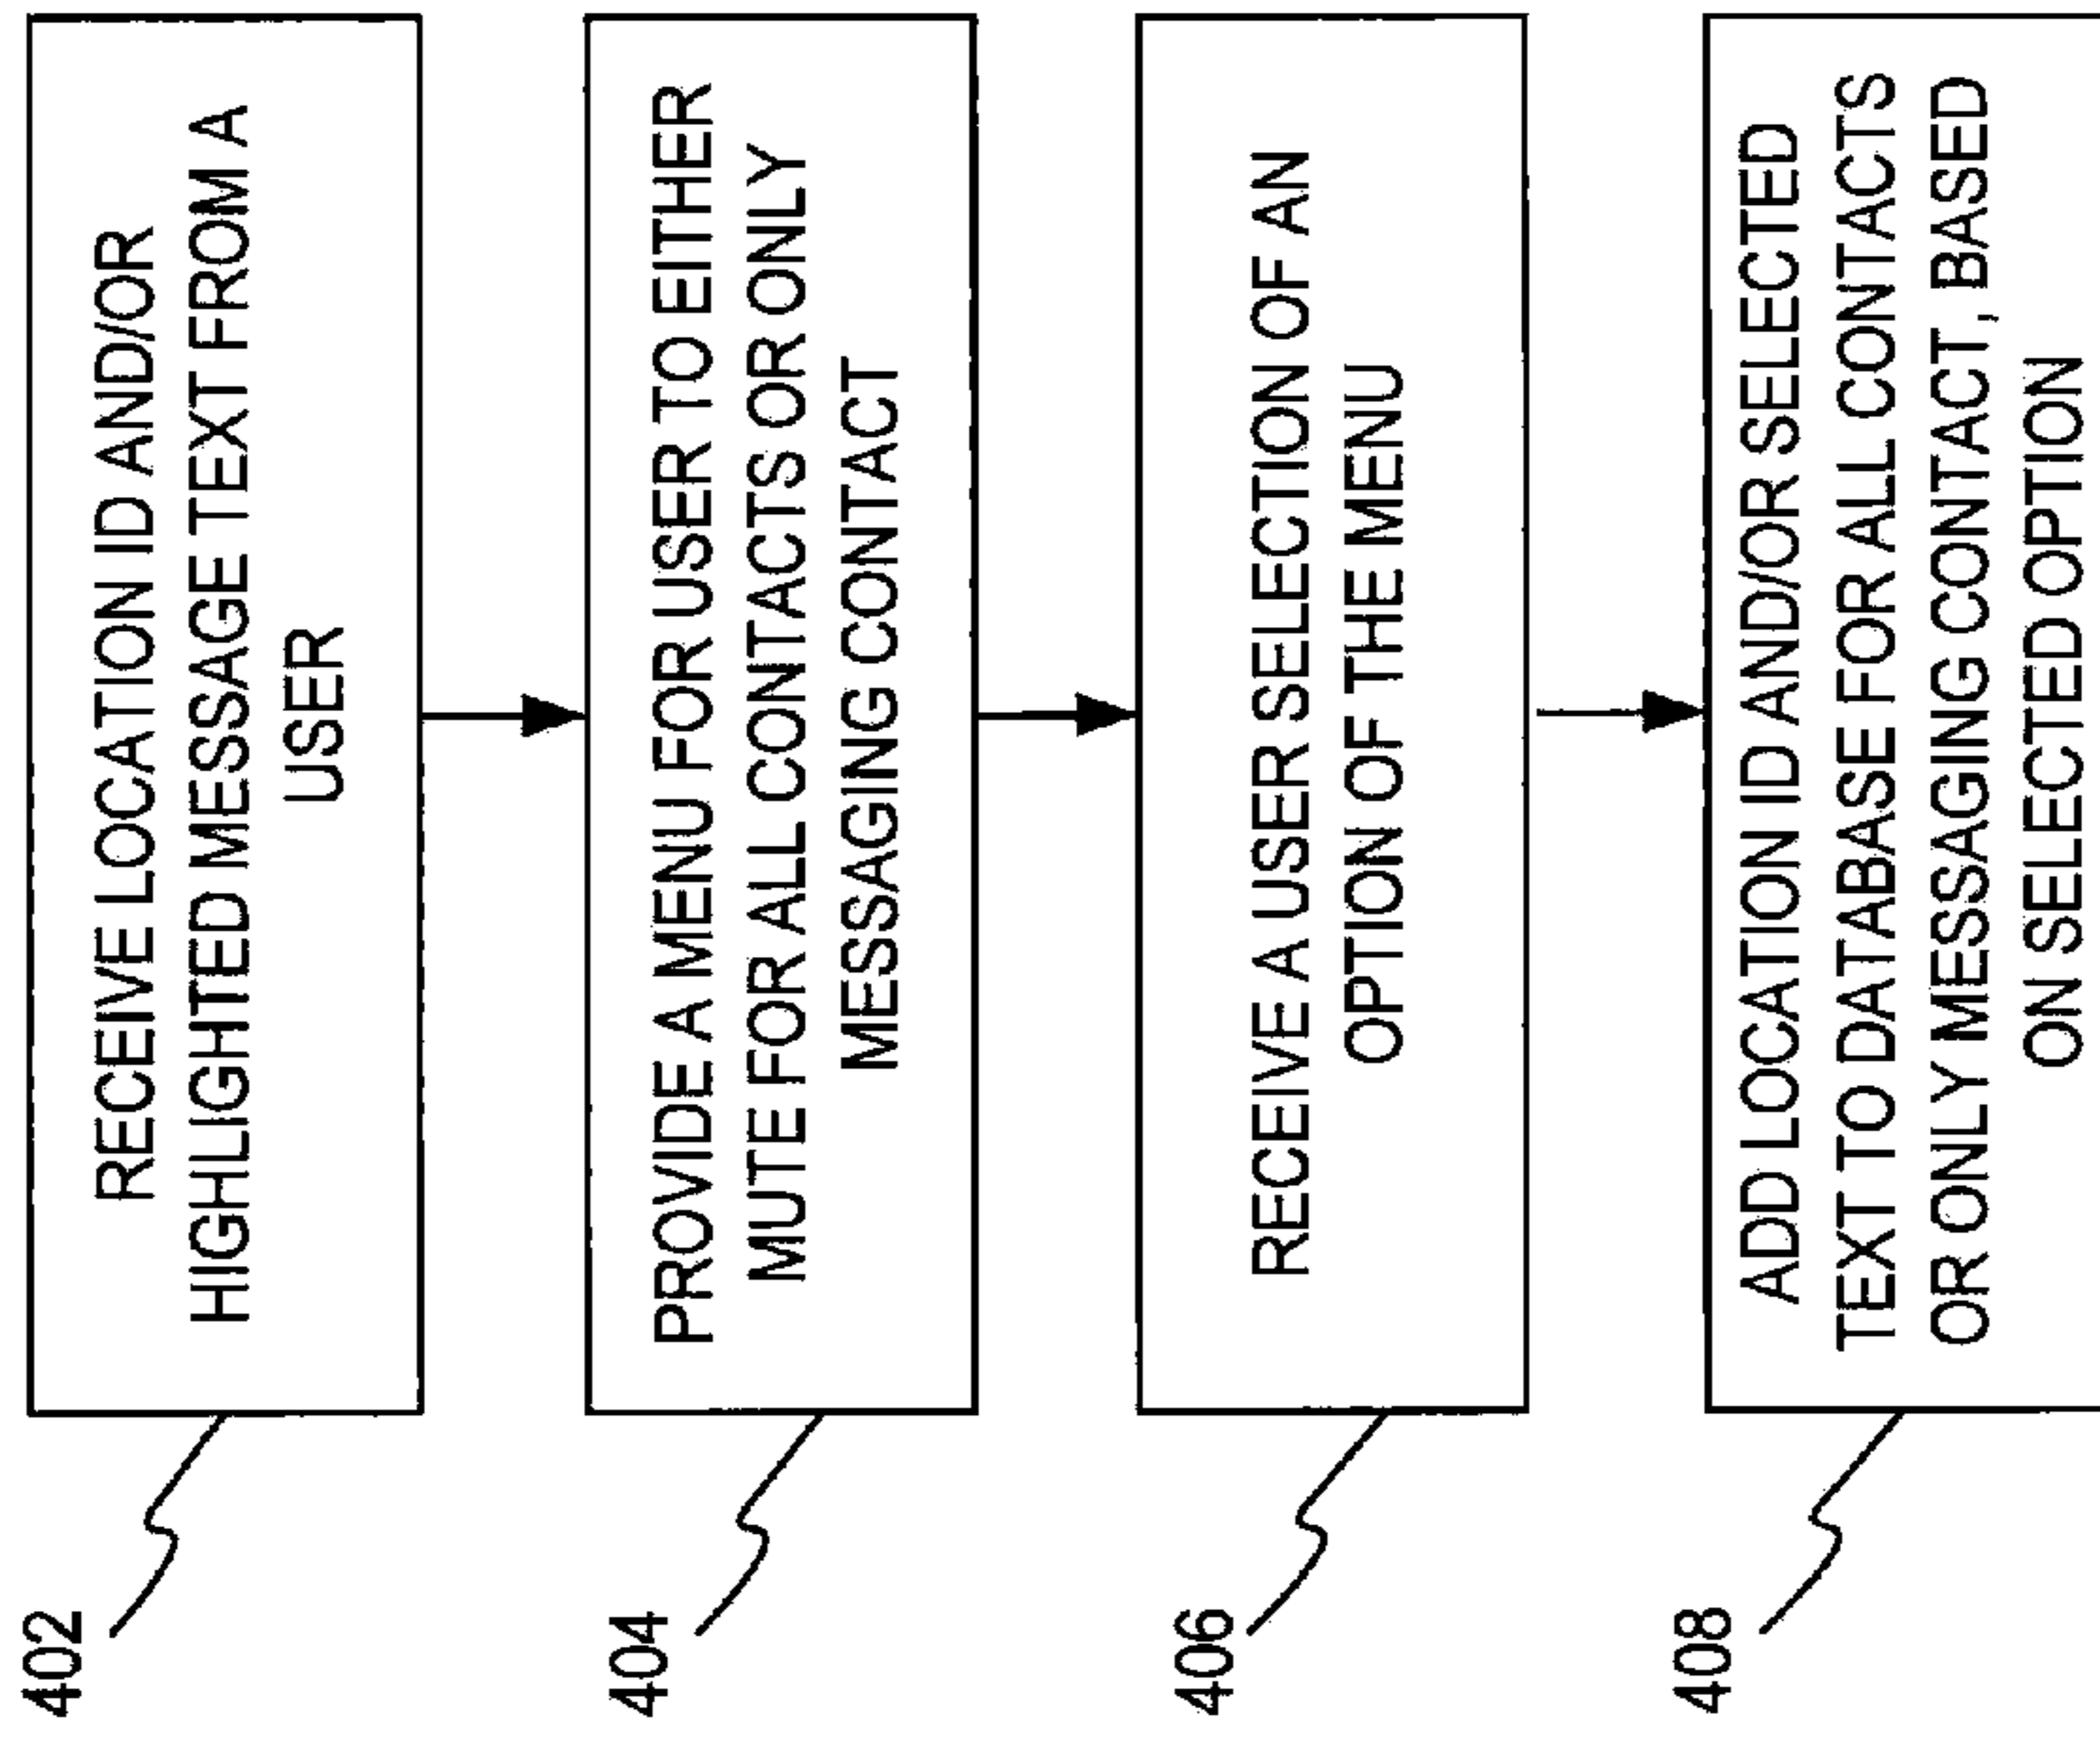 402
RECEIVE LOCATION ID AND/OR
HIGHLIGHTED MESSAGE TEXT FROM A
USER
404
PROVIDE A MENU FOR USER TO EITHER
MUTE FOR ALL CONTACTS OR ONLY
MESSAGING CONTACT
406
RECEIVE A USER SELECTION OF AN
OPTION OF THE MENU
408
ADD LOCATION ID AND/OR SELECTED
TEXT TO DATABASE FOR ALL CONTACTS
OR ONLY MESSAGING CONTACT, BASED
ON SELECTED OPTION